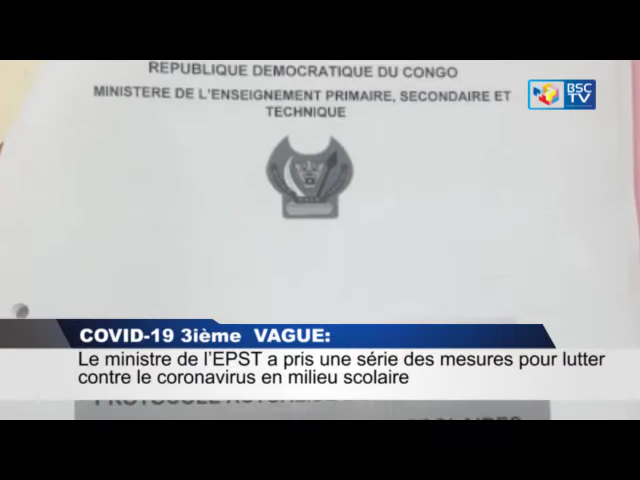 REPUBLIQUE DEMOCRATIQUE DU CONGO
MINISTERE DE L'ENSEIGNEMENT PRIMAIRE, SECONDAIRE ET
TECHNIQUE
BSC
TV
COVID-19 3ième VAGUE:
Le ministre de l'EPST a pris une série des mesures pour lutter
contre le coronavirus en milieu scolaire
PROTOCOLE